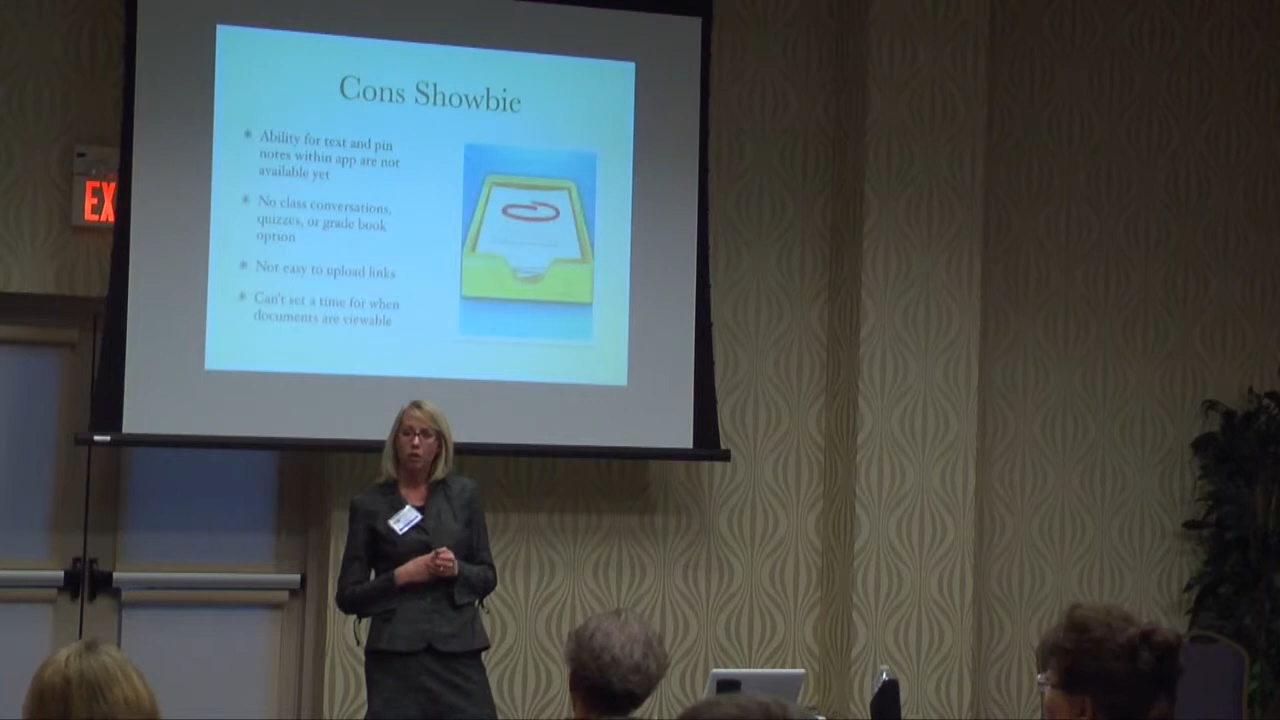 Cons Showbie
Ability for text and pin
notes within app are not
available yet
No class conversations,
quizzes, or grade book
option
Not easy to upload links
Can't set a time for when
documents are viewable
EX